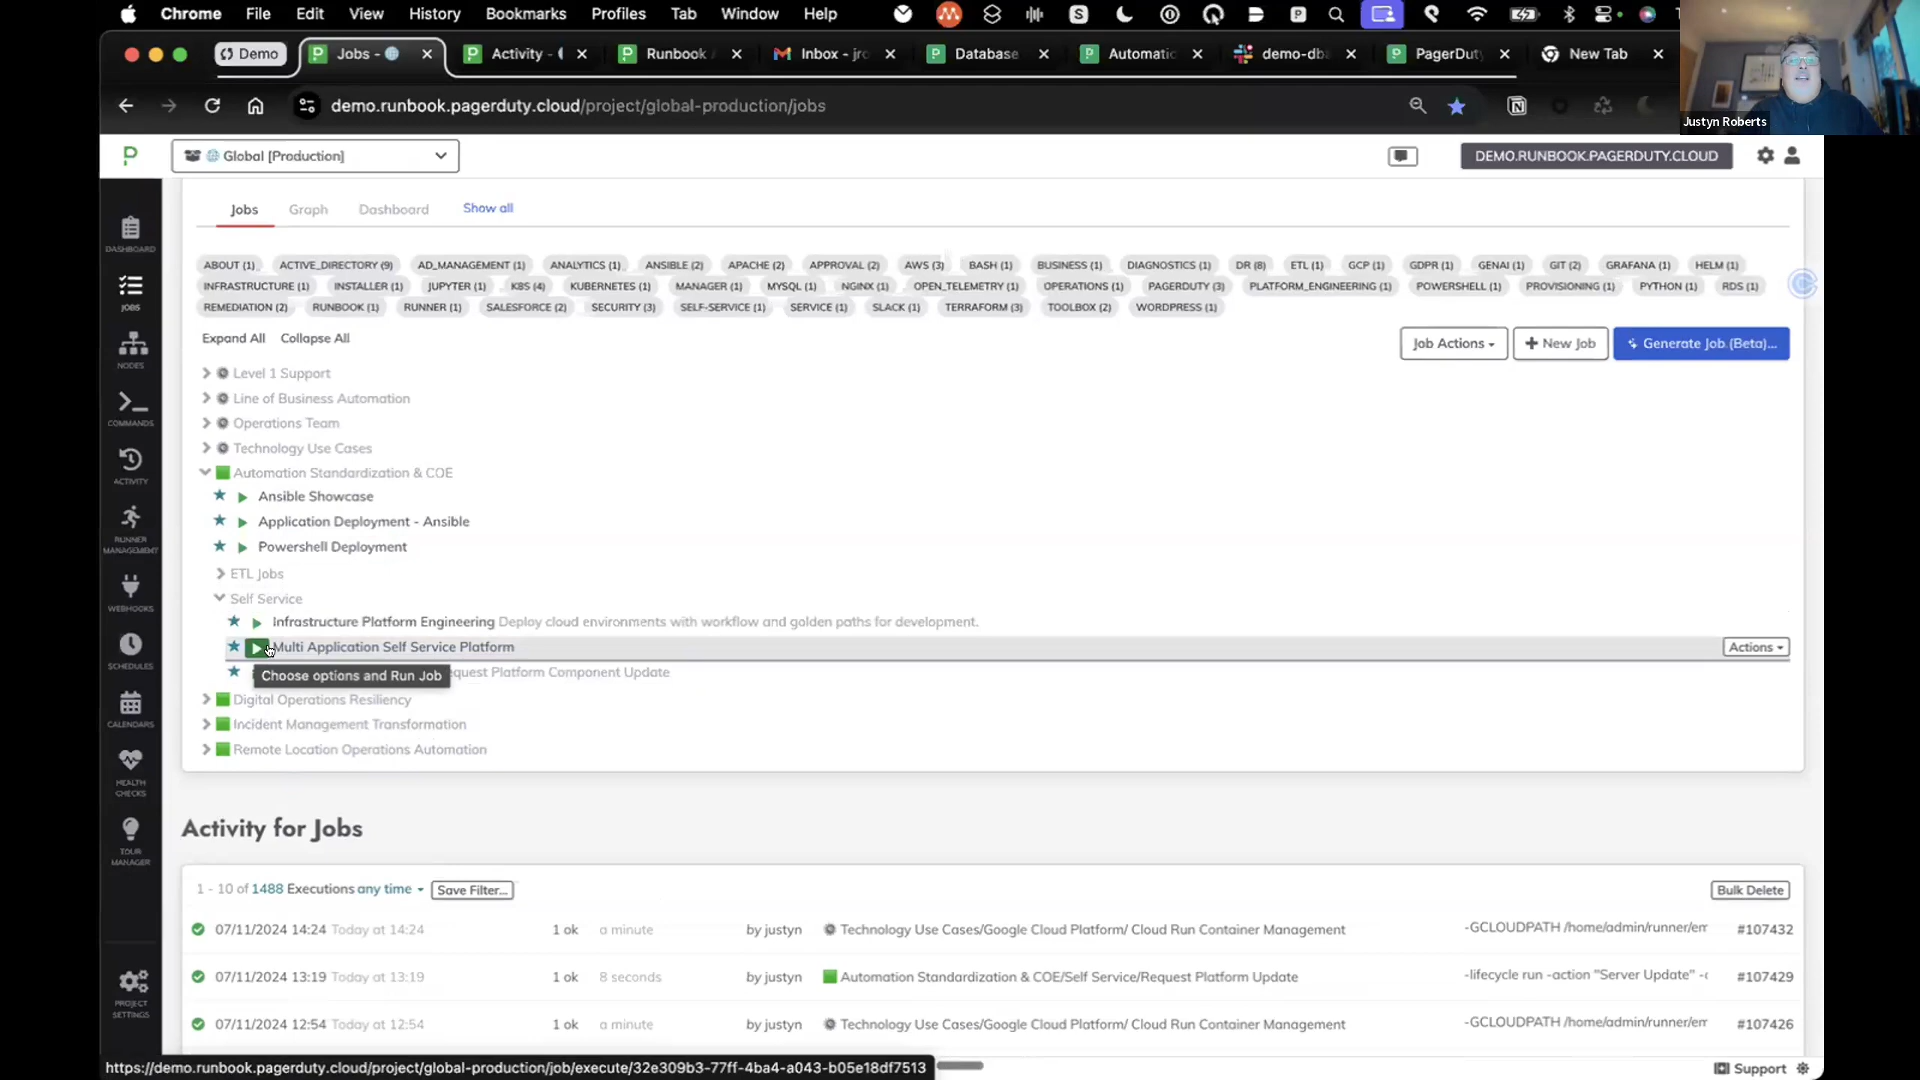 Chrome File Edit View History Bookmarks Profiles Tab Window Help
Demo Jobs - Activity - Runbook Inbox - jro Database Automatic demo-dba PagerDuty New Tab
demo.runbook.pagerduty.cloud/project/global-production/jobs
Justyn Roberts
Global [Production] DEMO.RUNBOOK.PAGERDUTY.CLOUD
Jobs Graph Dashboard Show all
ABOUT (1) ACTIVE_DIRECTORY (9) AD_MANAGEMENT (1) ANALYTICS (1) ANSIBLE (2) APACHE (2) APPROVAL (2) AWS (3) BASH (1) BUSINESS (1) DIAGNOSTICS (1) DR (8) ETL (1) GCP (1) GDPR (1) GENAI (1) GIT (2) GRAFANA (1) HELM (1)
INFRASTRUCTURE (1) INSTALLER (1) JUPYTER (1) K8S (4) KUBERNETES (1) MANAGER (1) MYSQL (1) NGINX (1) OPEN_TELEMETRY (1) OPERATIONS (1) PAGERDUTY (3) PLATFORM_ENGINEERING (1) POWERSHELL (1) PROVISIONING (1) PYTHON (1) RDS (1)
REMEDIATION (2) RUNBOOK (1) RUNNER (1) SALESFORCE (2) SECURITY (3) SELF-SERVICE (1) SERVICE (1) SLACK (1) TERRAFORM (3) TOOLBOX (2) WORDPRESS (1)
Expand All Collapse All
Job Actions + New Job Generate Job (Beta)...
Level 1 Support
Line of Business Automation
Operations Team
Technology Use Cases
Automation Standardization & COE
Ansible Showcase
Application Deployment - Ansible
Powershell Deployment
ETL Jobs
Self Service
Infrastructure Platform Engineering Deploy cloud environments with workflow and golden paths for development.
Multi Application Self Service Platform Actions
Choose options and Run Job quest Platform Component Update
Digital Operations Resiliency
Incident Management Transformation
Remote Location Operations Automation
DASHBOARD
JOBS
NODES
COMMANDS
ACTIVITY
RUNNER
MANAGEMENT
WEBHOOKS
SCHEDULES
CALENDARS
HEALTH
CHECKS
TOUR
MANAGER
PROJECT
SETTINGS
Activity for Jobs
1 - 10 of 1488 Executions any time Save Filter... Bulk Delete
07/11/2024 14:24 Today at 14:24 1 ok a minute by justyn Technology Use Cases/Google Cloud Platform/ Cloud Run Container Management -GCLOUDPATH /home/admin/runner/em #107432
07/11/2024 13:19 Today at 13:19 1 ok 8 seconds by justyn Automation Standardization & COE/Self Service/Request Platform Update -lifecycle run -action "Server Update" - #107429
07/11/2024 12:54 Today at 12:54 1 ok a minute by justyn Technology Use Cases/Google Cloud Platform/ Cloud Run Container Management -GCLOUDPATH /home/admin/runner/em #107426
https://demo.runbook.pagerduty.cloud/project/global-production/job/execute/32e309b3-77ff-4ba4-a043-b05e18df7513
Support